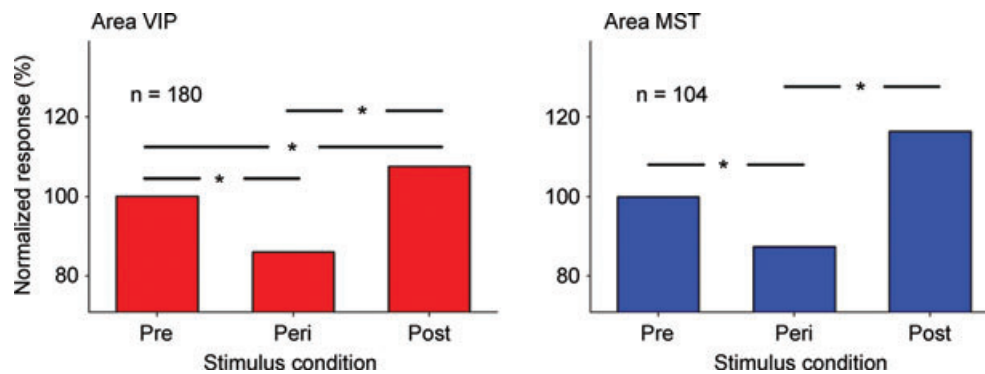 Area VIP
Normalized response (%)
n = 180
120
100
80
*
*
*
Pre Peri Post
Stimulus condition
Area MST
n = 104
120
100
80
*
*
Pre Peri Post
Stimulus condition